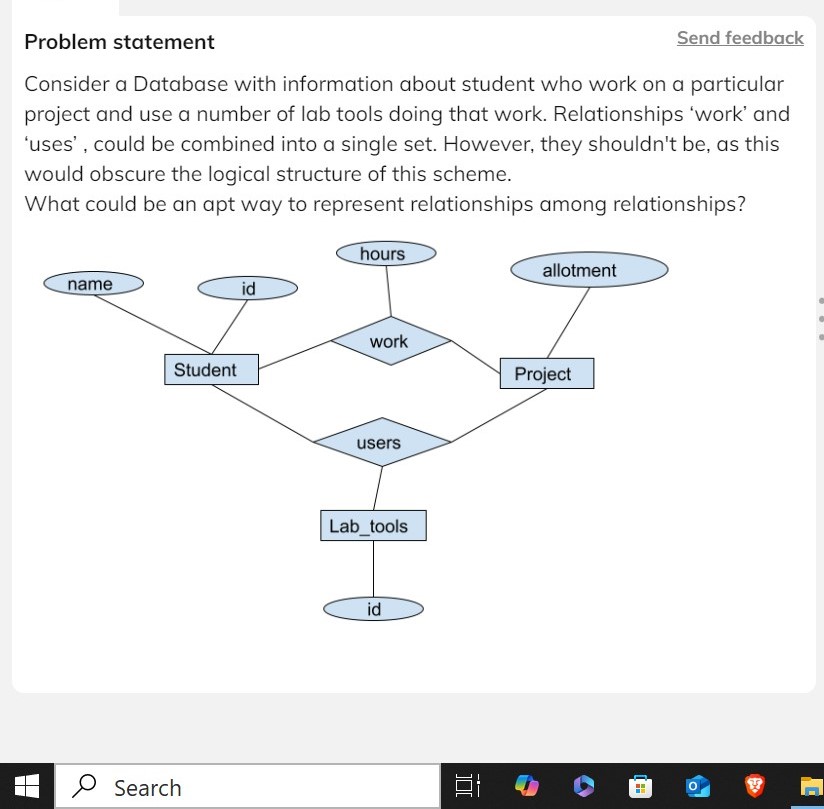 Problem statement
Send feedback
Consider a Database with information about student who work on a particular
project and use a number of lab tools doing that work. Relationships ‘work’ and
‘uses’ , could be combined into a single set. However, they shouldn't be, as this
would obscure the logical structure of this scheme.
What could be an apt way to represent relationships among relationships?
hours
allotment
name
id
work
Student
Project
users
Lab_tools
id
Search